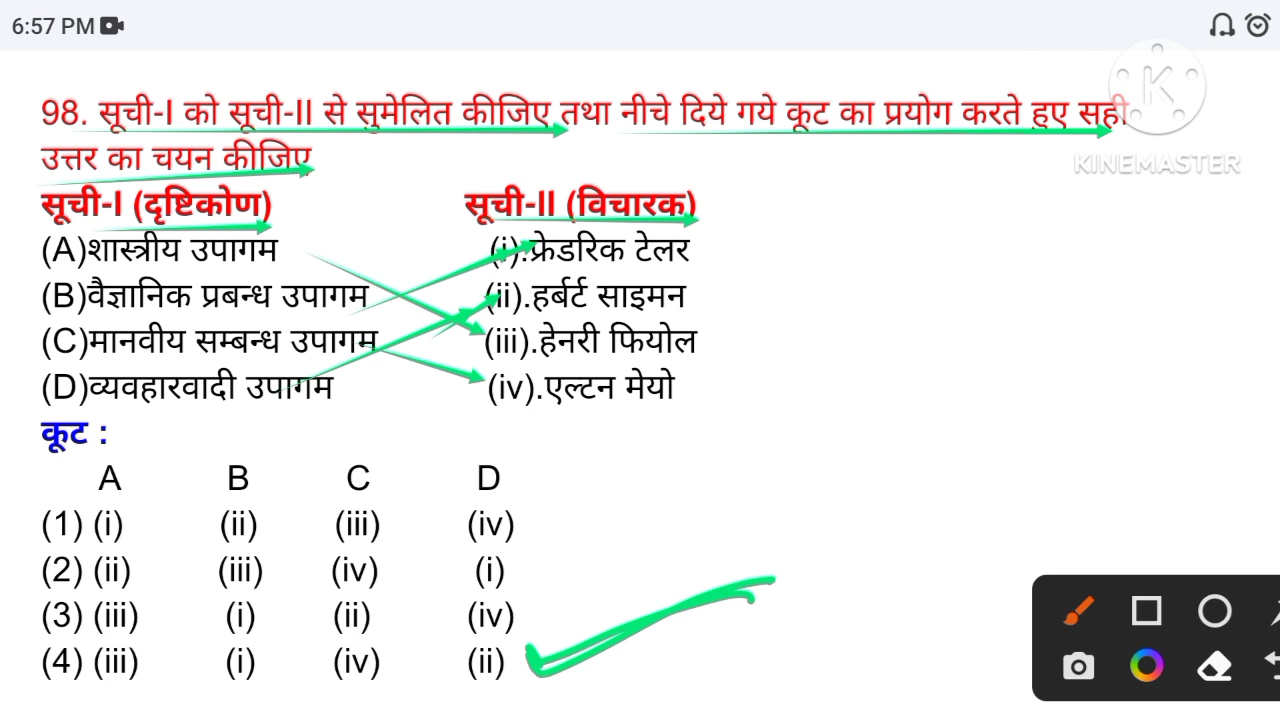 6:57 PM
KINEMASTER
98. सूची-I को सूची-II से सुमेलित कीजिए तथा नीचे दिये गये कूट का प्रयोग करते हुए सही
उत्तर का चयन कीजिए
सूची-I (दृष्टिकोण) सूची-II (विचारक)
(A)शास्त्रीय उपागम (i).फ्रेडरिक टेलर
(B)वैज्ञानिक प्रबन्ध उपागम (ii).हर्बर्ट साइमन
(C)मानवीय सम्बन्ध उपागम (iii).हेनरी फियोल
(D)व्यवहारवादी उपागम (iv).एल्टन मेयो
कूट :
A B C D
(1) (i) (ii) (iii) (iv)
(2) (ii) (iii) (iv) (i)
(3) (iii) (i) (ii) (iv)
(4) (iii) (i) (iv) (ii)